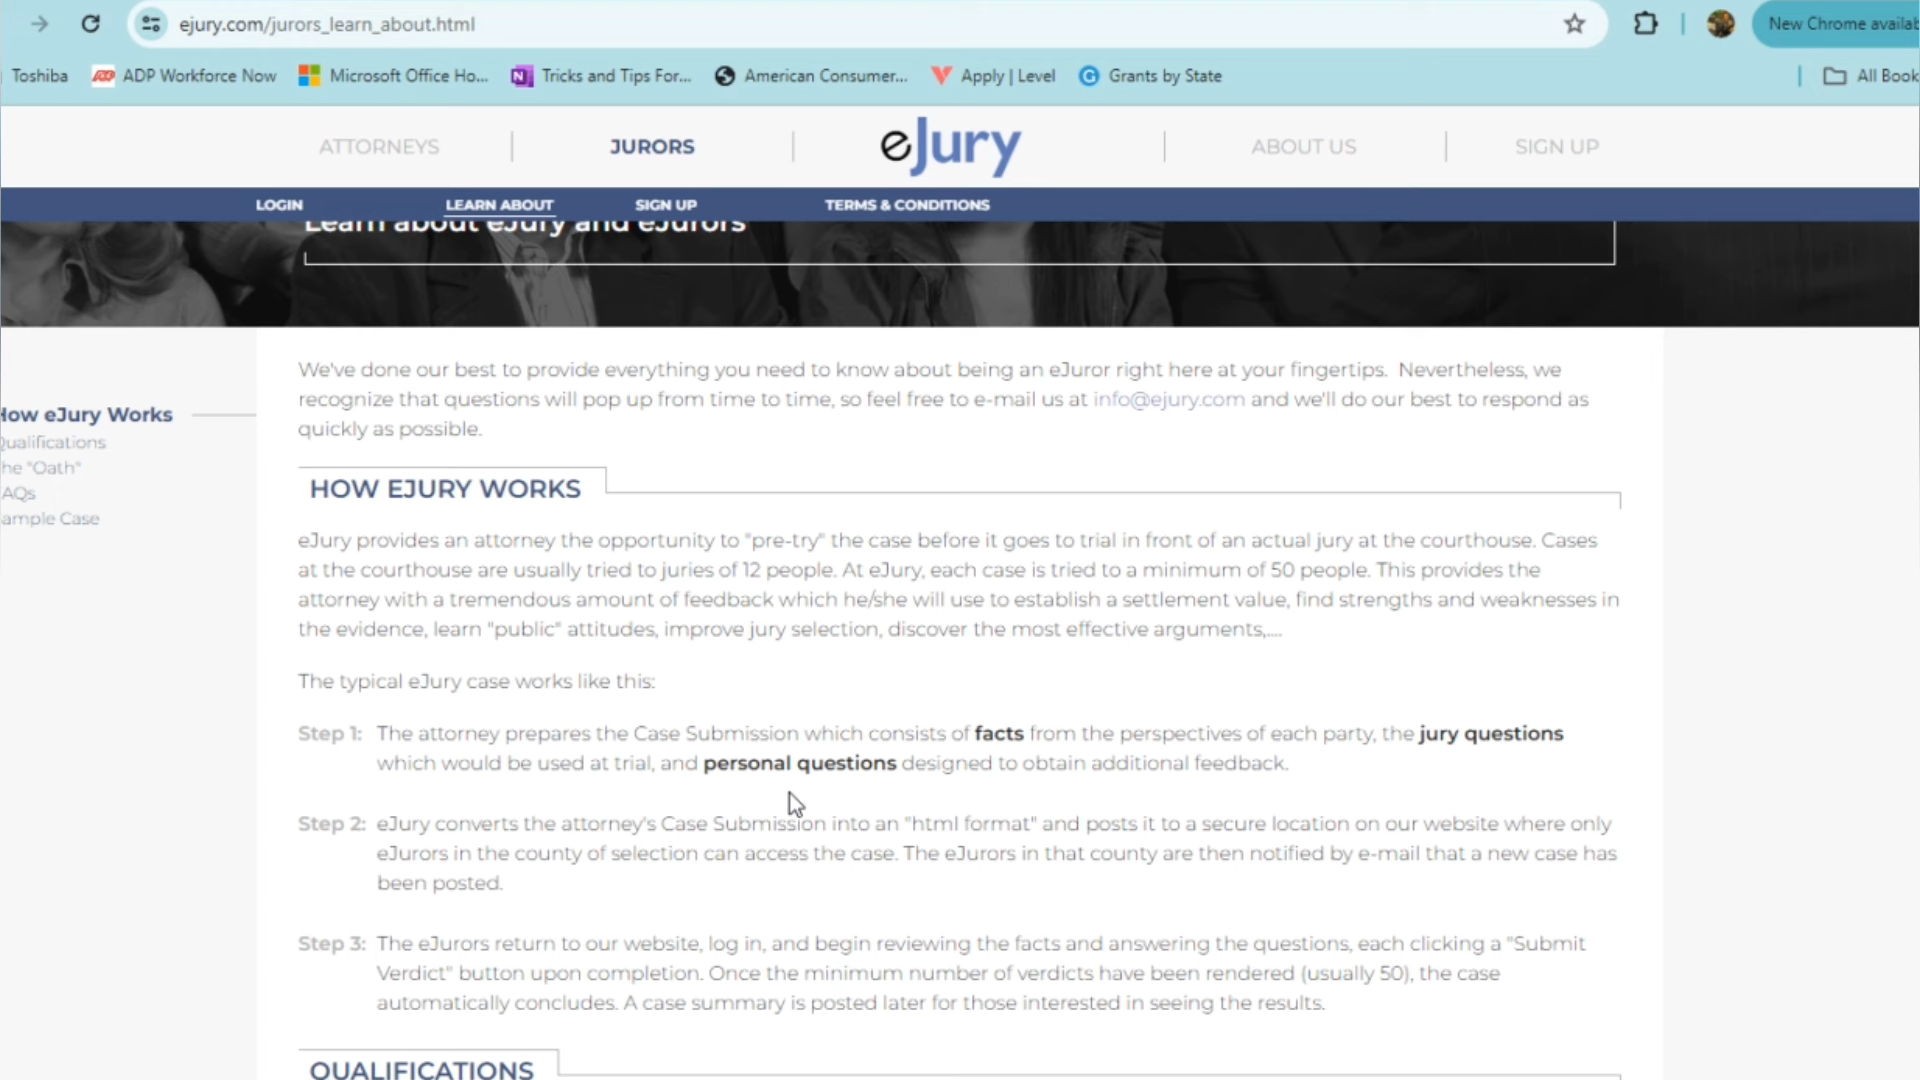 ejury.com/jurors_learn_about.html
New Chrome availab
Toshiba ADP Workforce Now Microsoft Office Ho... Tricks and Tips For... American Consumer... Apply | Level Grants by State All Book
ATTORNEYS JURORS eJury ABOUT US SIGN UP
LOGIN LEARN ABOUT SIGN UP TERMS & CONDITIONS
Learn about eJury and eJurors
We've done our best to provide everything you need to know about being an eJuror right here at your fingertips. Nevertheless, we
recognize that questions will pop up from time to time, so feel free to e-mail us at info@ejury.com and we'll do our best to respond as
quickly as possible.
How eJury Works
Qualifications
he "Oath"
AQs
ample Case
HOW EJURY WORKS
eJury provides an attorney the opportunity to "pre-try" the case before it goes to trial in front of an actual jury at the courthouse. Cases
at the courthouse are usually tried to juries of 12 people. At eJury, each case is tried to a minimum of 50 people. This provides the
attorney with a tremendous amount of feedback which he/she will use to establish a settlement value, find strengths and weaknesses in
the evidence, learn "public" attitudes, improve jury selection, discover the most effective arguments,....
The typical eJury case works like this:
Step 1: The attorney prepares the Case Submission which consists of facts from the perspectives of each party, the jury questions
which would be used at trial, and personal questions designed to obtain additional feedback.
Step 2: eJury converts the attorney's Case Submission into an "html format" and posts it to a secure location on our website where only
eJurors in the county of selection can access the case. The eJurors in that county are then notified by e-mail that a new case has
been posted.
Step 3: The eJurors return to our website, log in, and begin reviewing the facts and answering the questions, each clicking a "Submit
Verdict" button upon completion. Once the minimum number of verdicts have been rendered (usually 50), the case
automatically concludes. A case summary is posted later for those interested in seeing the results.
QUALIFICATIONS